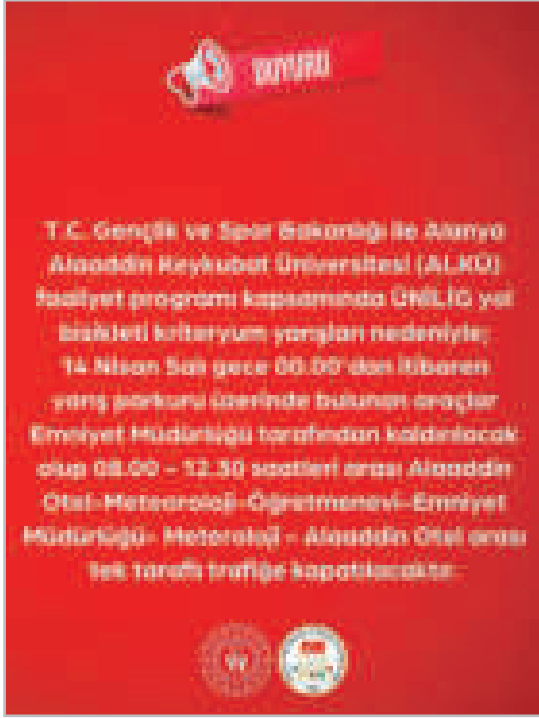 DUYURU
T.C. Gençlik ve Spor Bakanlığı ile Alanya
Alaaddin Keykubat Üniversitesi (ALKÜ)
faaliyet programı kapsamında ÜNİLİG yol
bisikleti kriteryum yarışları nedeniyle;
14 Nisan Salı gece 00.00'dan itibaren
yarış parkuru üzerinde bulunan araçlar
Emniyet Müdürlüğü tarafından kaldırılacak
olup 08.00 - 12.30 saatleri arası Alaaddin
Otel-Meteoroloji-Öğretmenevi-Emniyet
Müdürlüğü- Meteroloji - Alaaddin Otel arası
tek taraflı trafiğe kapatılacaktır.